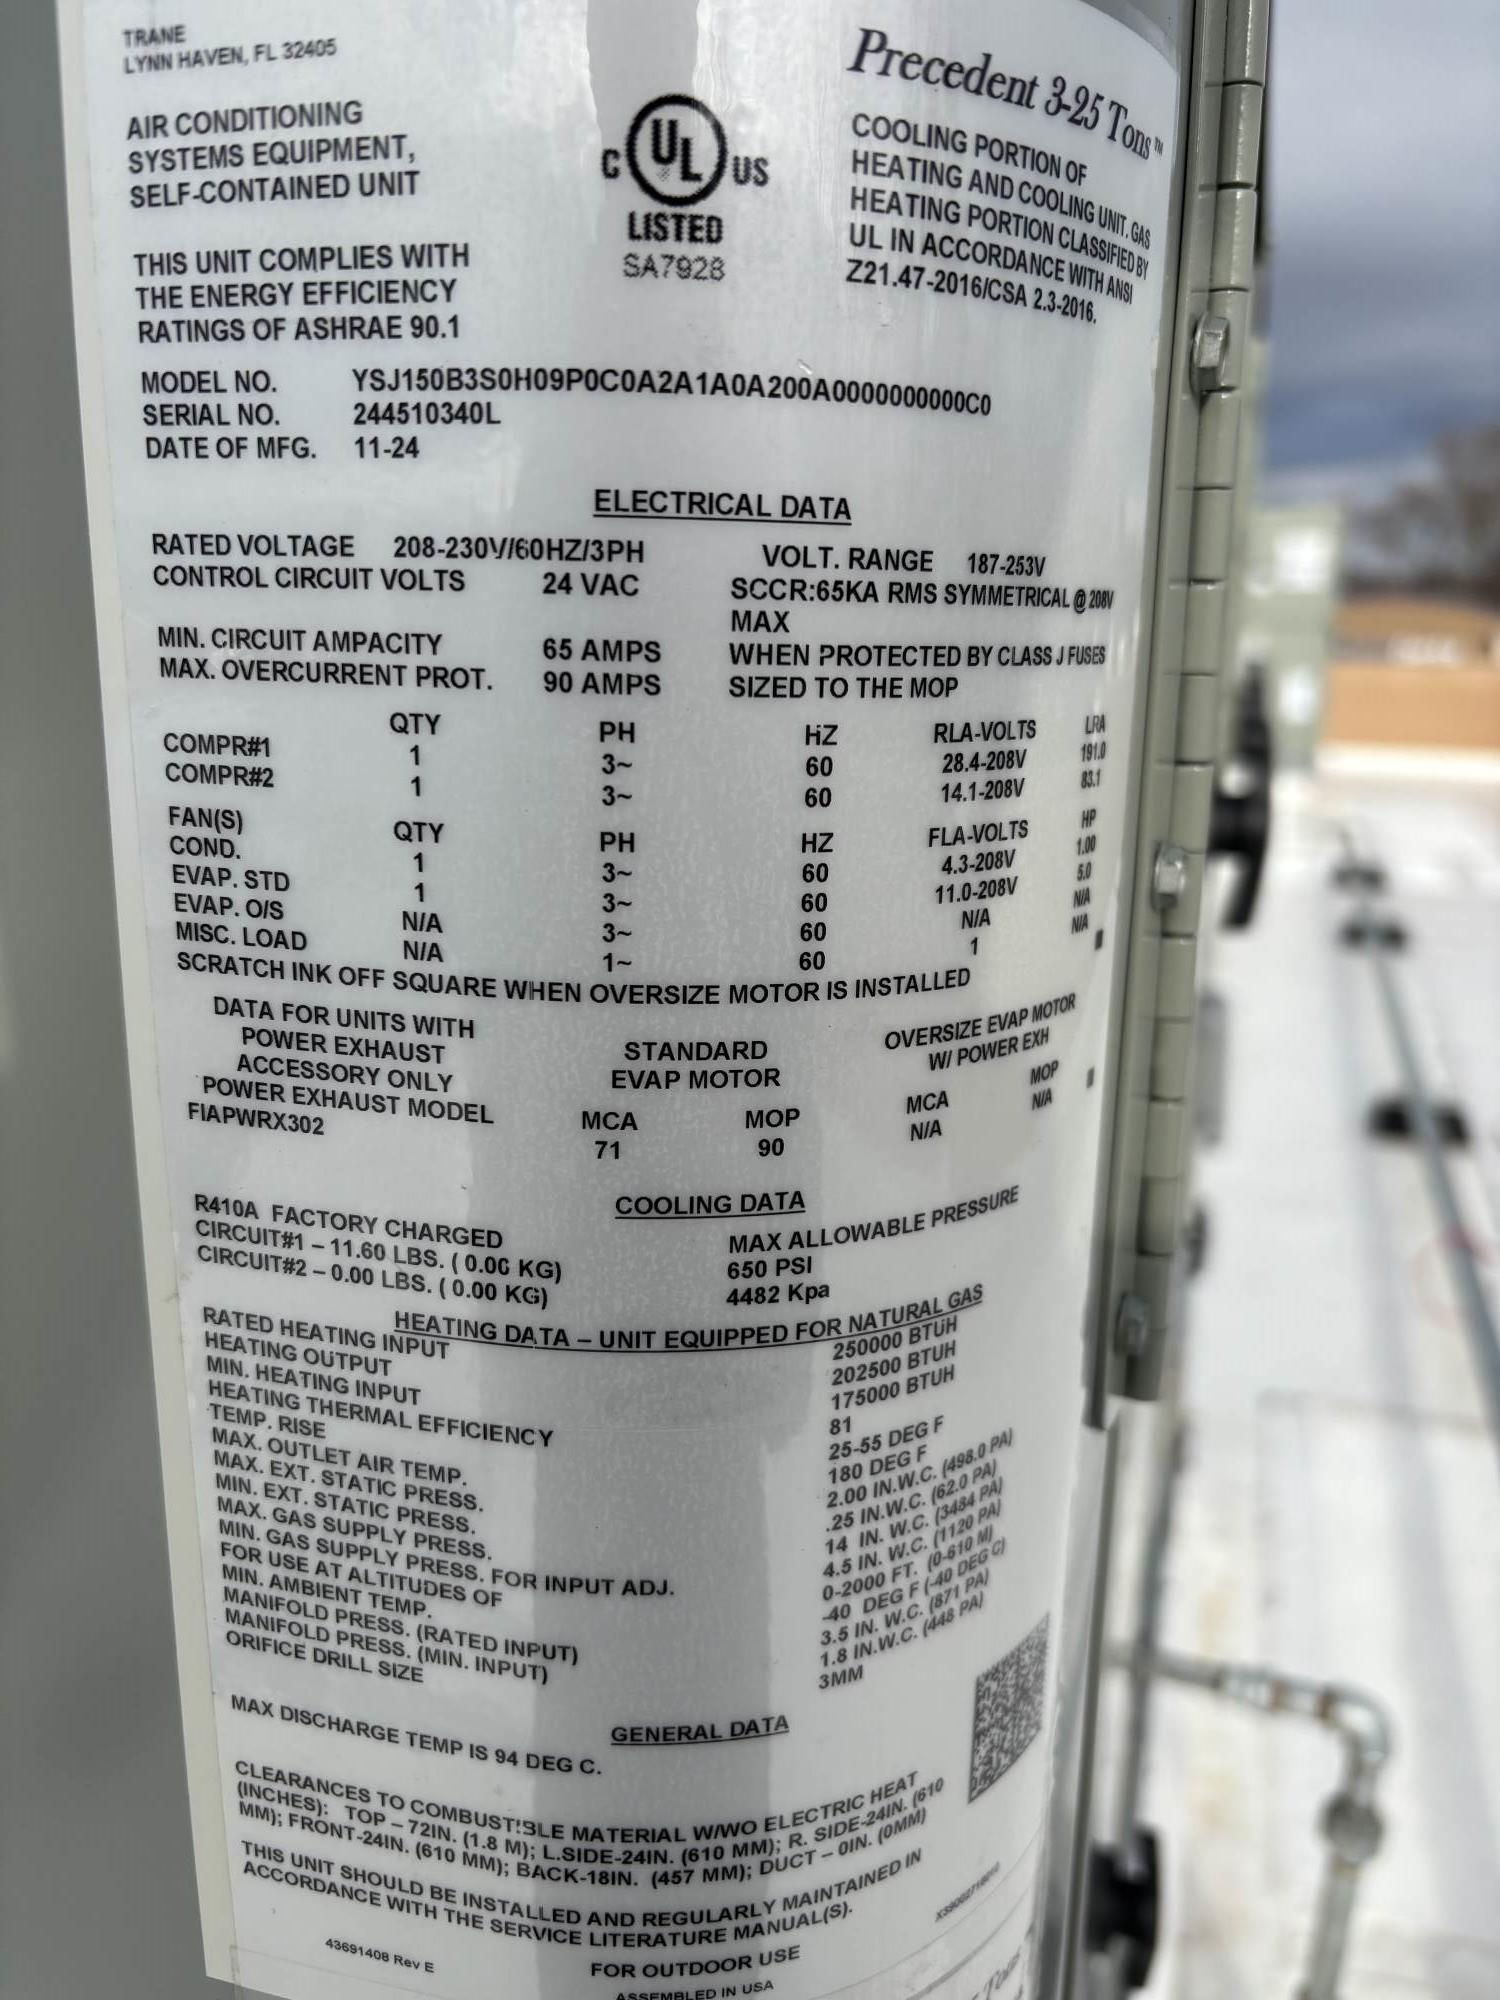 TRANE
LYNN HAVEN, FL 32405
Precedent 3-25 Tons™
AIR CONDITIONING
SYSTEMS EQUIPMENT,
SELF-CONTAINED UNIT
C UL US
LISTED
SA7928
COOLING PORTION OF
HEATING AND COOLING UNIT. GAS
HEATING PORTION CLASSIFIED BY
UL IN ACCORDANCE WITH ANSI
Z21.47-2016/CSA 2.3-2016.
THIS UNIT COMPLIES WITH
THE ENERGY EFFICIENCY
RATINGS OF ASHRAE 90.1
MODEL NO. YSJ150B3S0H09P0C0A2A1A0A200A0000000000C0
SERIAL NO. 244510340L
DATE OF MFG. 11-24
ELECTRICAL DATA
RATED VOLTAGE 208-230V/60HZ/3PH VOLT. RANGE 187-253V
CONTROL CIRCUIT VOLTS 24 VAC SCCR:65KA RMS SYMMETRICAL @ 208V
MAX
MIN. CIRCUIT AMPACITY 65 AMPS WHEN PROTECTED BY CLASS J FUSES
MAX. OVERCURRENT PROT. 90 AMPS SIZED TO THE MOP
QTY PH HZ RLA-VOLTS LRA
COMPR#1 1 3~ 60 28.4-208V 191.0
COMPR#2 1 3~ 60 14.1-208V 83.1
FAN(S) QTY PH HZ FLA-VOLTS HP
COND. 1 3~ 60 4.3-208V 1.00
EVAP. STD 1 3~ 60 11.0-208V 5.0
EVAP. O/S N/A 3~ 60 N/A N/A
MISC. LOAD N/A 1~ 60 1 N/A
SCRATCH INK OFF SQUARE WHEN OVERSIZE MOTOR IS INSTALLED
DATA FOR UNITS WITH
POWER EXHAUST STANDARD OVERSIZE EVAP MOTOR
ACCESSORY ONLY EVAP MOTOR W/ POWER EXH
POWER EXHAUST MODEL MCA MOP MCA MOP
FIAPWRX302 71 90 N/A N/A
COOLING DATA
R410A FACTORY CHARGED MAX ALLOWABLE PRESSURE
CIRCUIT#1 – 11.60 LBS. ( 0.00 KG) 650 PSI
CIRCUIT#2 – 0.00 LBS. ( 0.00 KG) 4482 Kpa
HEATING DATA – UNIT EQUIPPED FOR NATURAL GAS
RATED HEATING INPUT 250000 BTUH
HEATING OUTPUT 202500 BTUH
MIN. HEATING INPUT 175000 BTUH
HEATING THERMAL EFFICIENCY 81
TEMP. RISE 25-55 DEG F
MAX. OUTLET AIR TEMP. 180 DEG F
MAX. EXT. STATIC PRESS. 2.00 IN.W.C. (498.0 PA)
MIN. EXT. STATIC PRESS. .25 IN.W.C. (62.0 PA)
MAX. GAS SUPPLY PRESS. 14 IN. W.C. (3484 PA)
MIN. GAS SUPPLY PRESS. FOR INPUT ADJ. 4.5 IN. W.C. (1120 PA)
FOR USE AT ALTITUDES OF 0-2000 FT. (0-610 M)
MIN. AMBIENT TEMP. -40 DEG F (-40 DEG C)
MANIFOLD PRESS. (RATED INPUT) 3.5 IN. W.C. (871 PA)
MANIFOLD PRESS. (MIN. INPUT) 1.8 IN.W.C. (448 PA)
ORIFICE DRILL SIZE 3MM
GENERAL DATA
MAX DISCHARGE TEMP IS 94 DEG C.
CLEARANCES TO COMBUSTIBLE MATERIAL W/WO ELECTRIC HEAT
(INCHES): TOP – 72IN. (1.8 M); L.SIDE-24IN. (610 MM); R. SIDE-24IN. (610
MM); FRONT-24IN. (610 MM); BACK-18IN. (457 MM); DUCT – 0IN. (0MM)
THIS UNIT SHOULD BE INSTALLED AND REGULARLY MAINTAINED IN
ACCORDANCE WITH THE SERVICE LITERATURE MANUAL(S).
43691408 Rev E
FOR OUTDOOR USE
ASSEMBLED IN USA